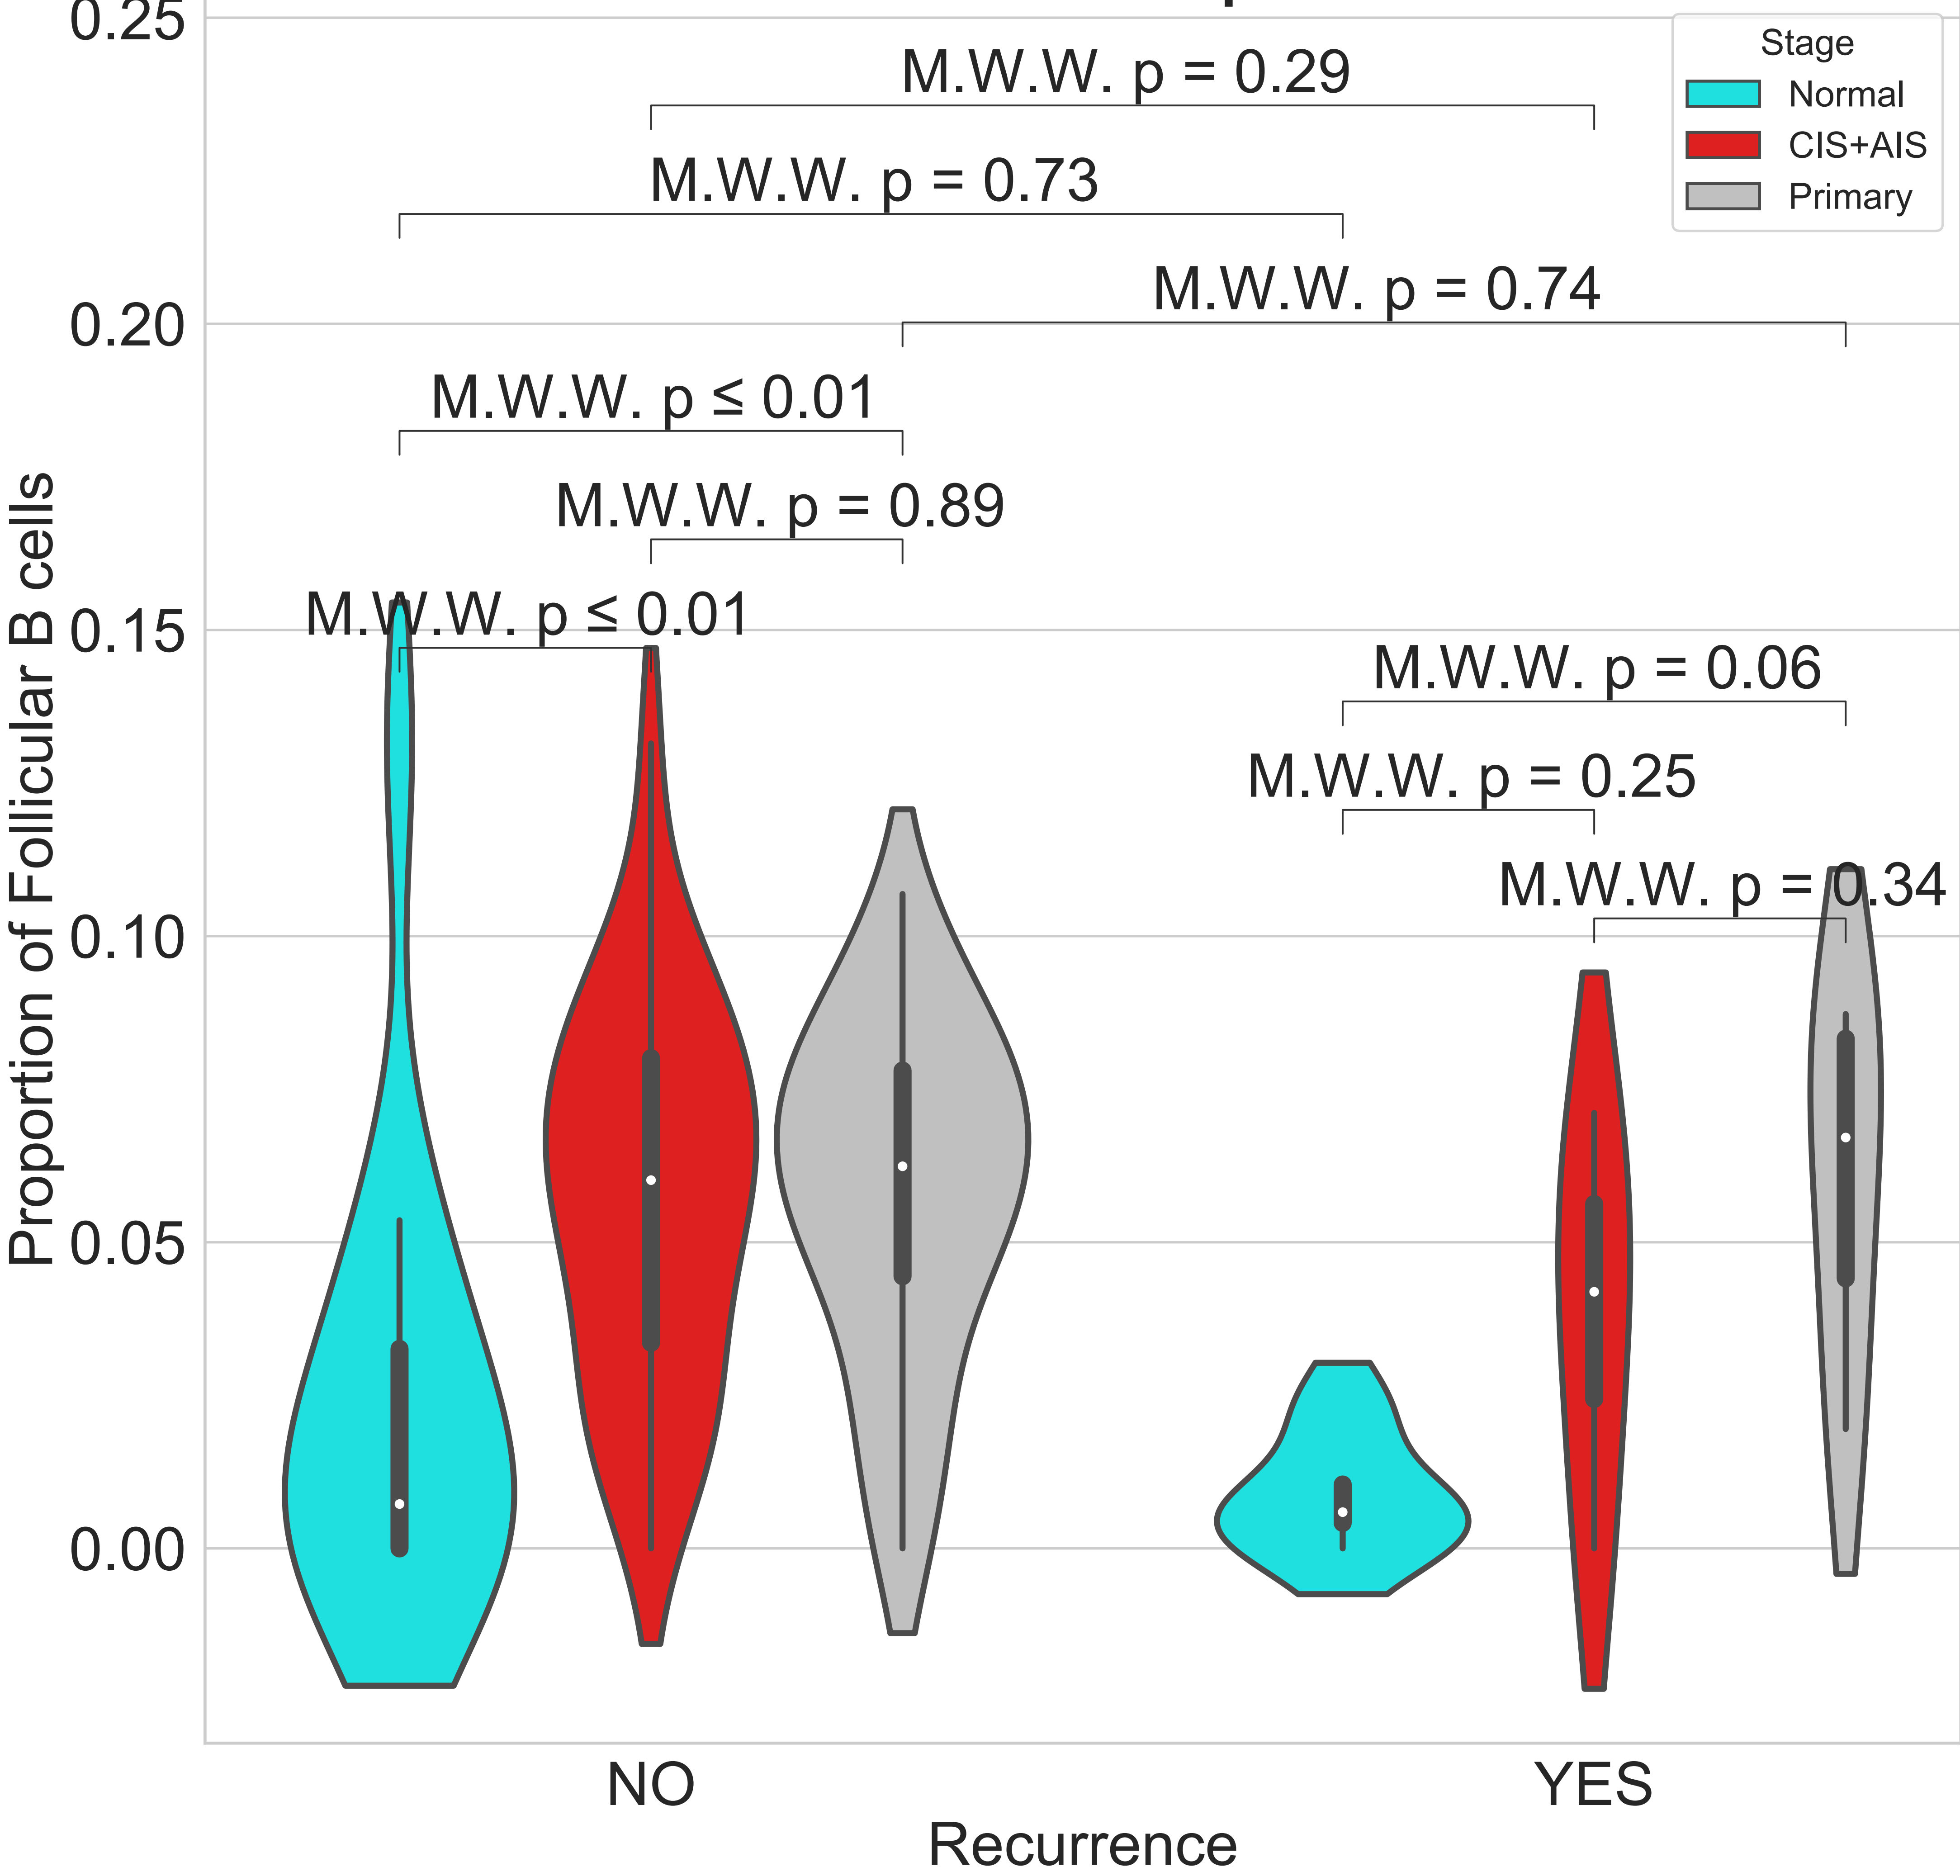 0.25
Stage
Normal
CIS+AIS
Primary
M.W.W. p = 0.29
M.W.W. p = 0.73
M.W.W. p = 0.74
0.20
M.W.W. p ≤ 0.01
M.W.W. p = 0.89
M.W.W. p ≤ 0.01
0.15
M.W.W. p = 0.06
M.W.W. p = 0.25
M.W.W. p = 0.34
0.10
0.05
0.00
Proportion of Follicular B cells
NO
YES
Recurrence